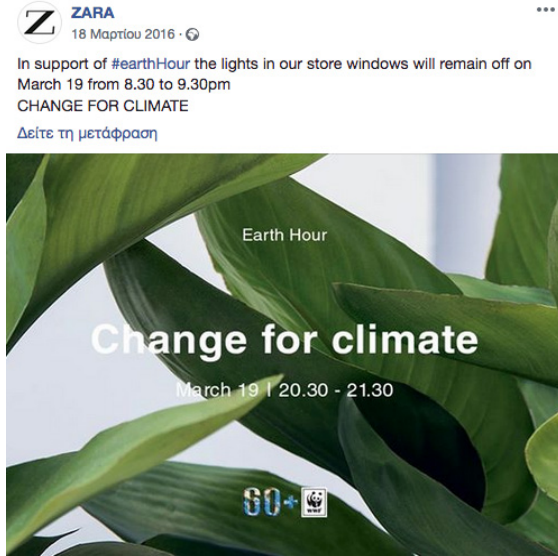 ZARA
18 Μαρτίου 2016 ·
In support of #earthHour the lights in our store windows will remain off on
March 19 from 8.30 to 9.30pm
CHANGE FOR CLIMATE
Δείτε τη μετάφραση
Earth Hour
Change for climate
March 19 | 20.30 - 21.30
60+ WWF